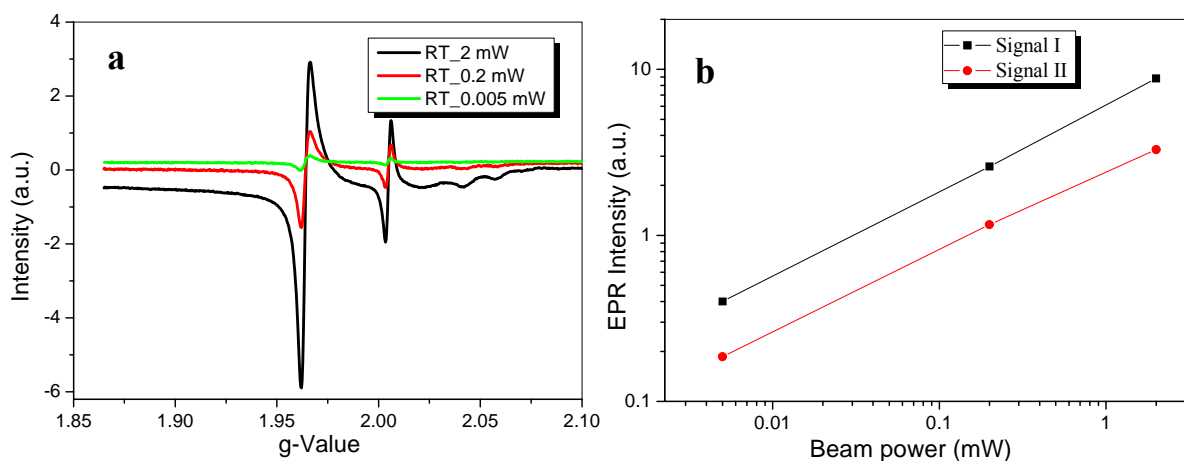 a
RT_2 mW
RT_0.2 mW
RT_0.005 mW
4
2
0
-2
-4
-6
Intensity (a.u.)
1.85
1.90
1.95
2.00
2.05
2.10
g-Value
b
Signal I
Signal II
10
1
0.1
EPR Intensity (a.u.)
0.01
0.1
1
Beam power (mW)